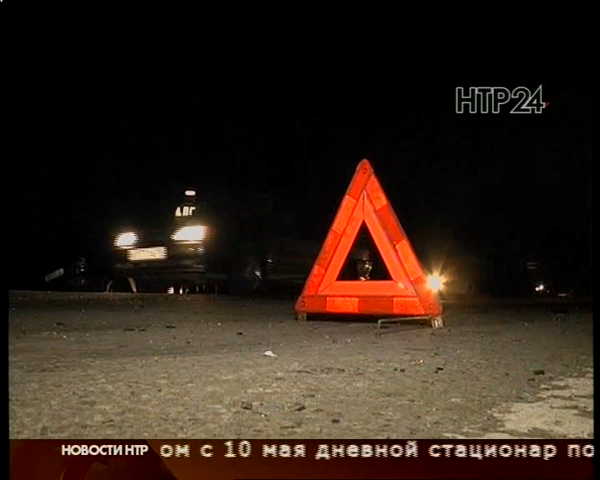 НТР24
ДПС
НОВОСТИ НТР
ом с 10 мая дневной стационар по